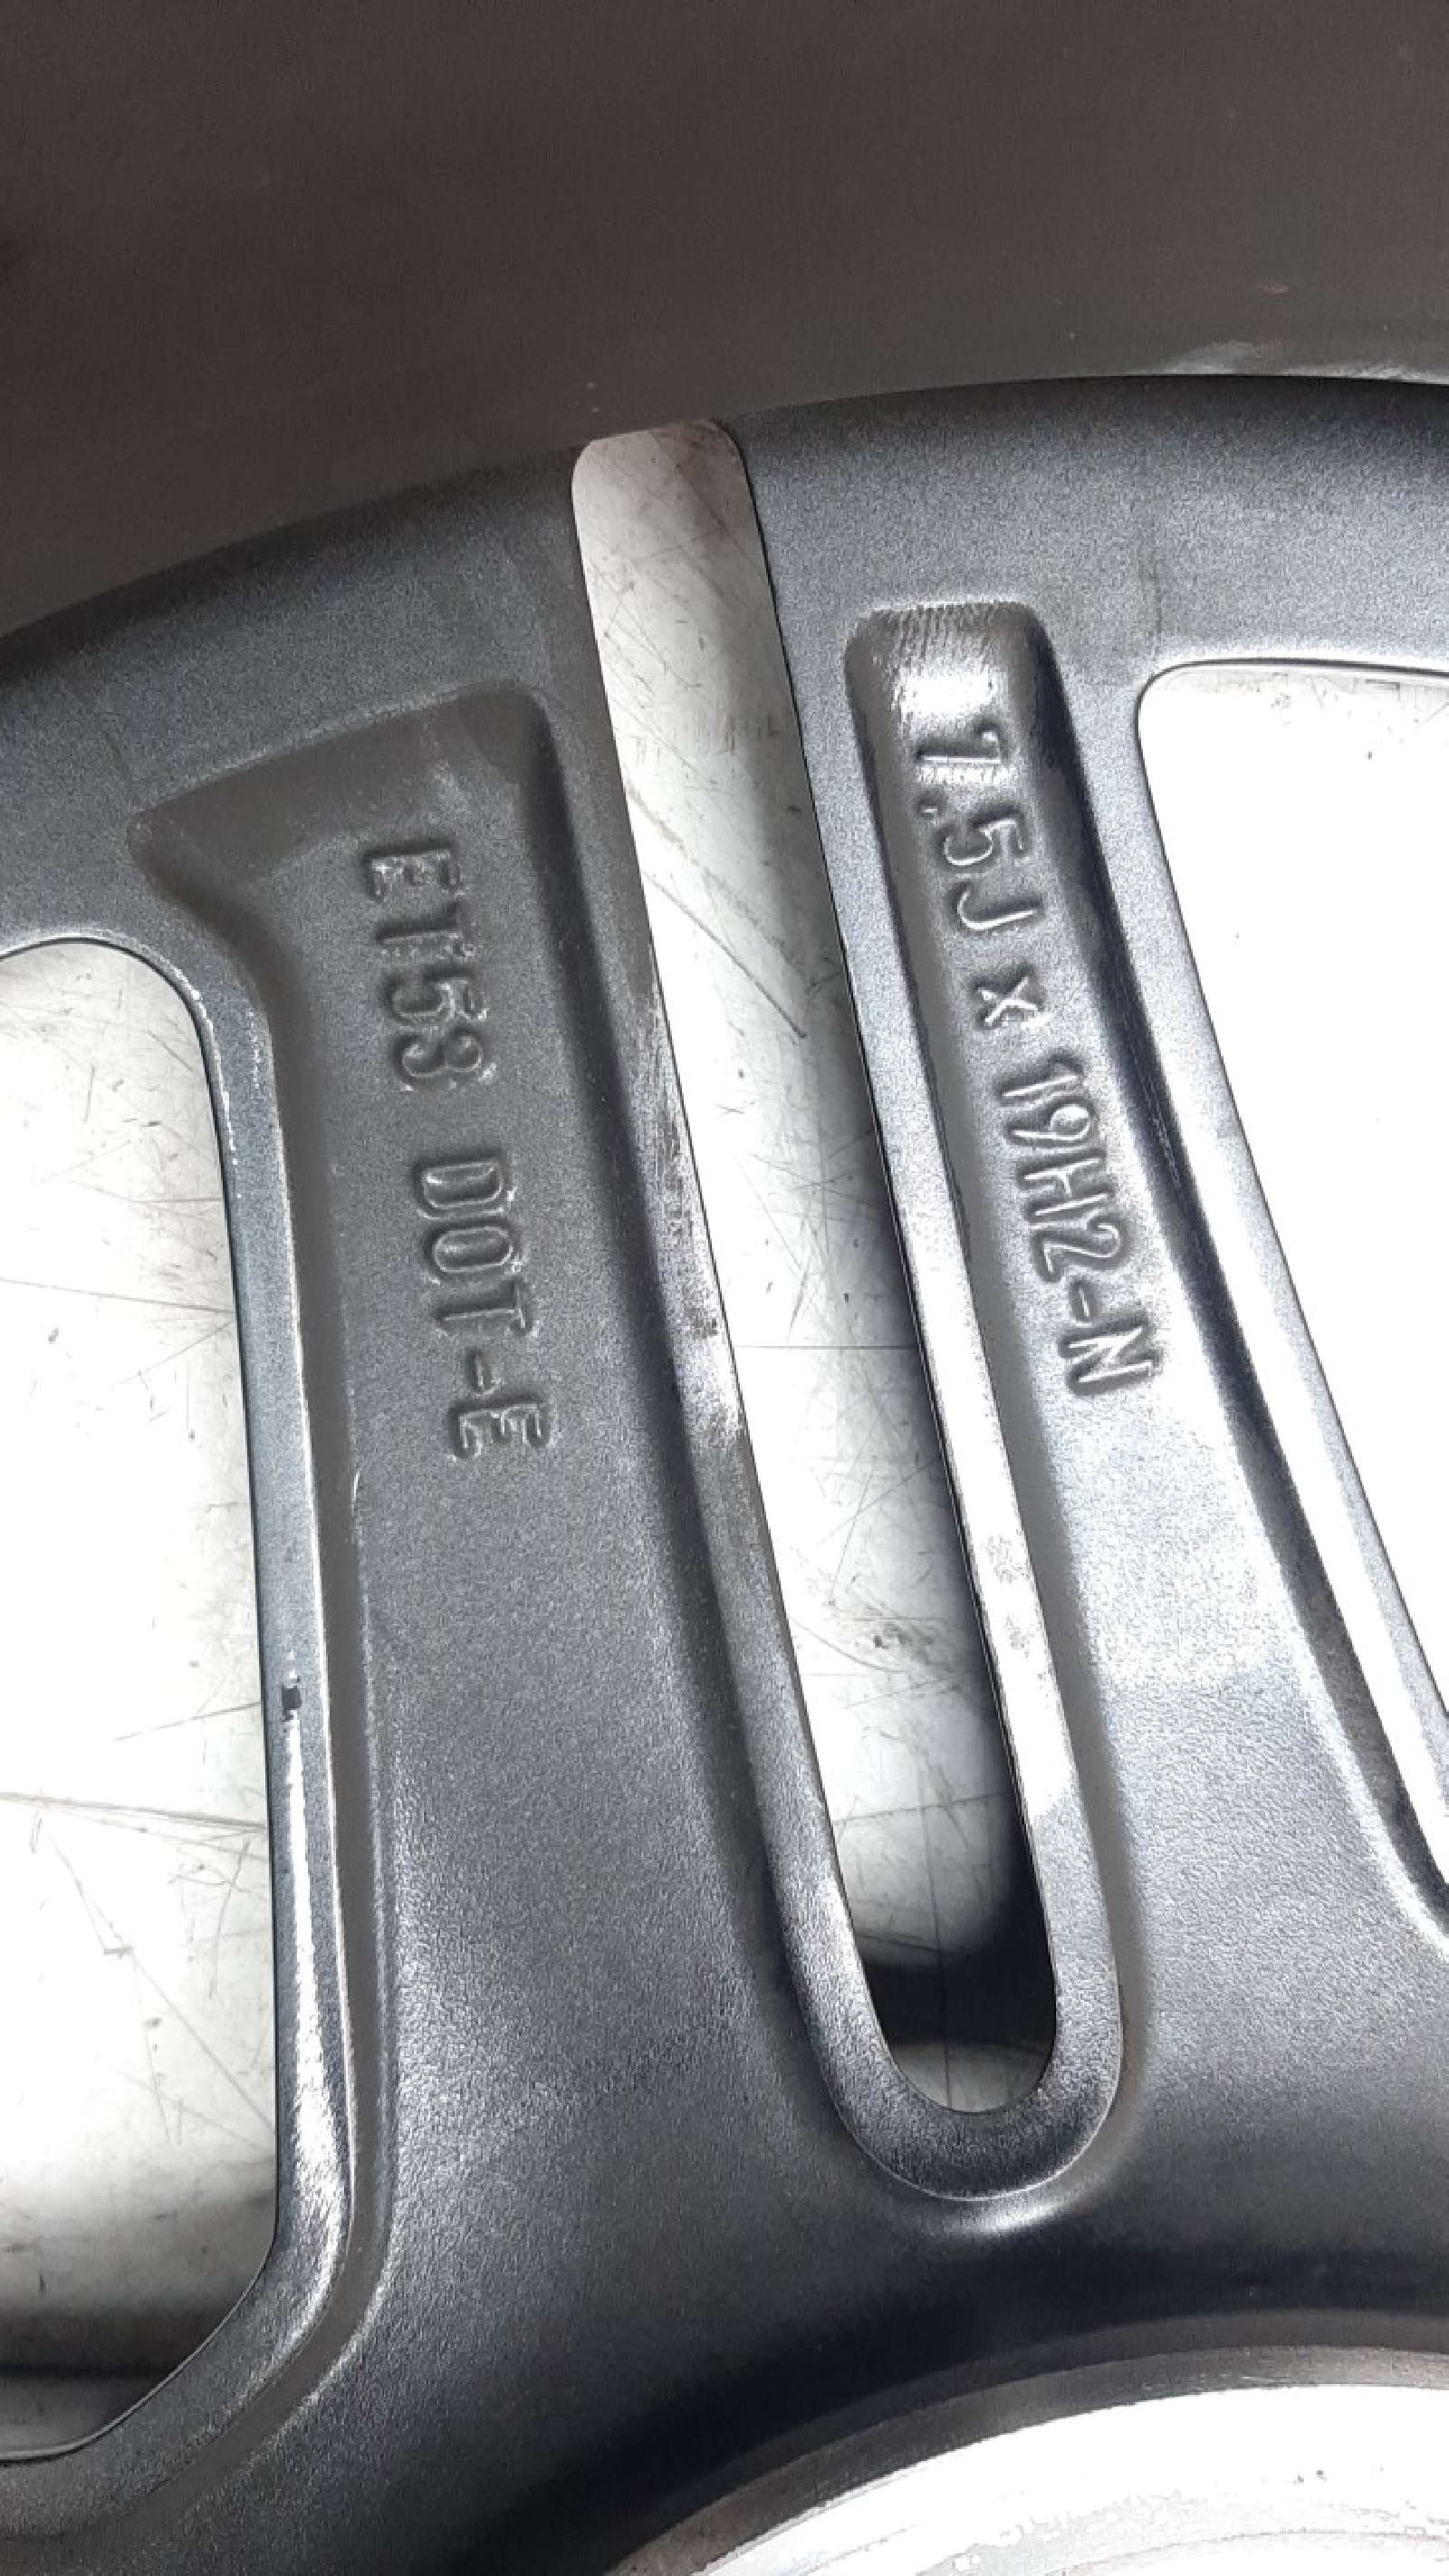 ET53 DOT-E
7.5J x 19H2-N